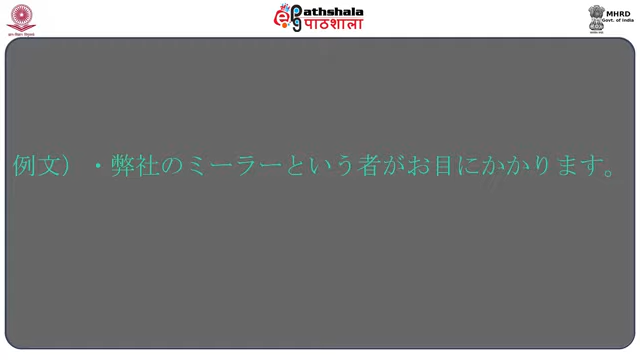 ePathshala
पाठशाला
MHRD
Govt. of India
例文）・弊社のミーラーという者がお目にかかります。